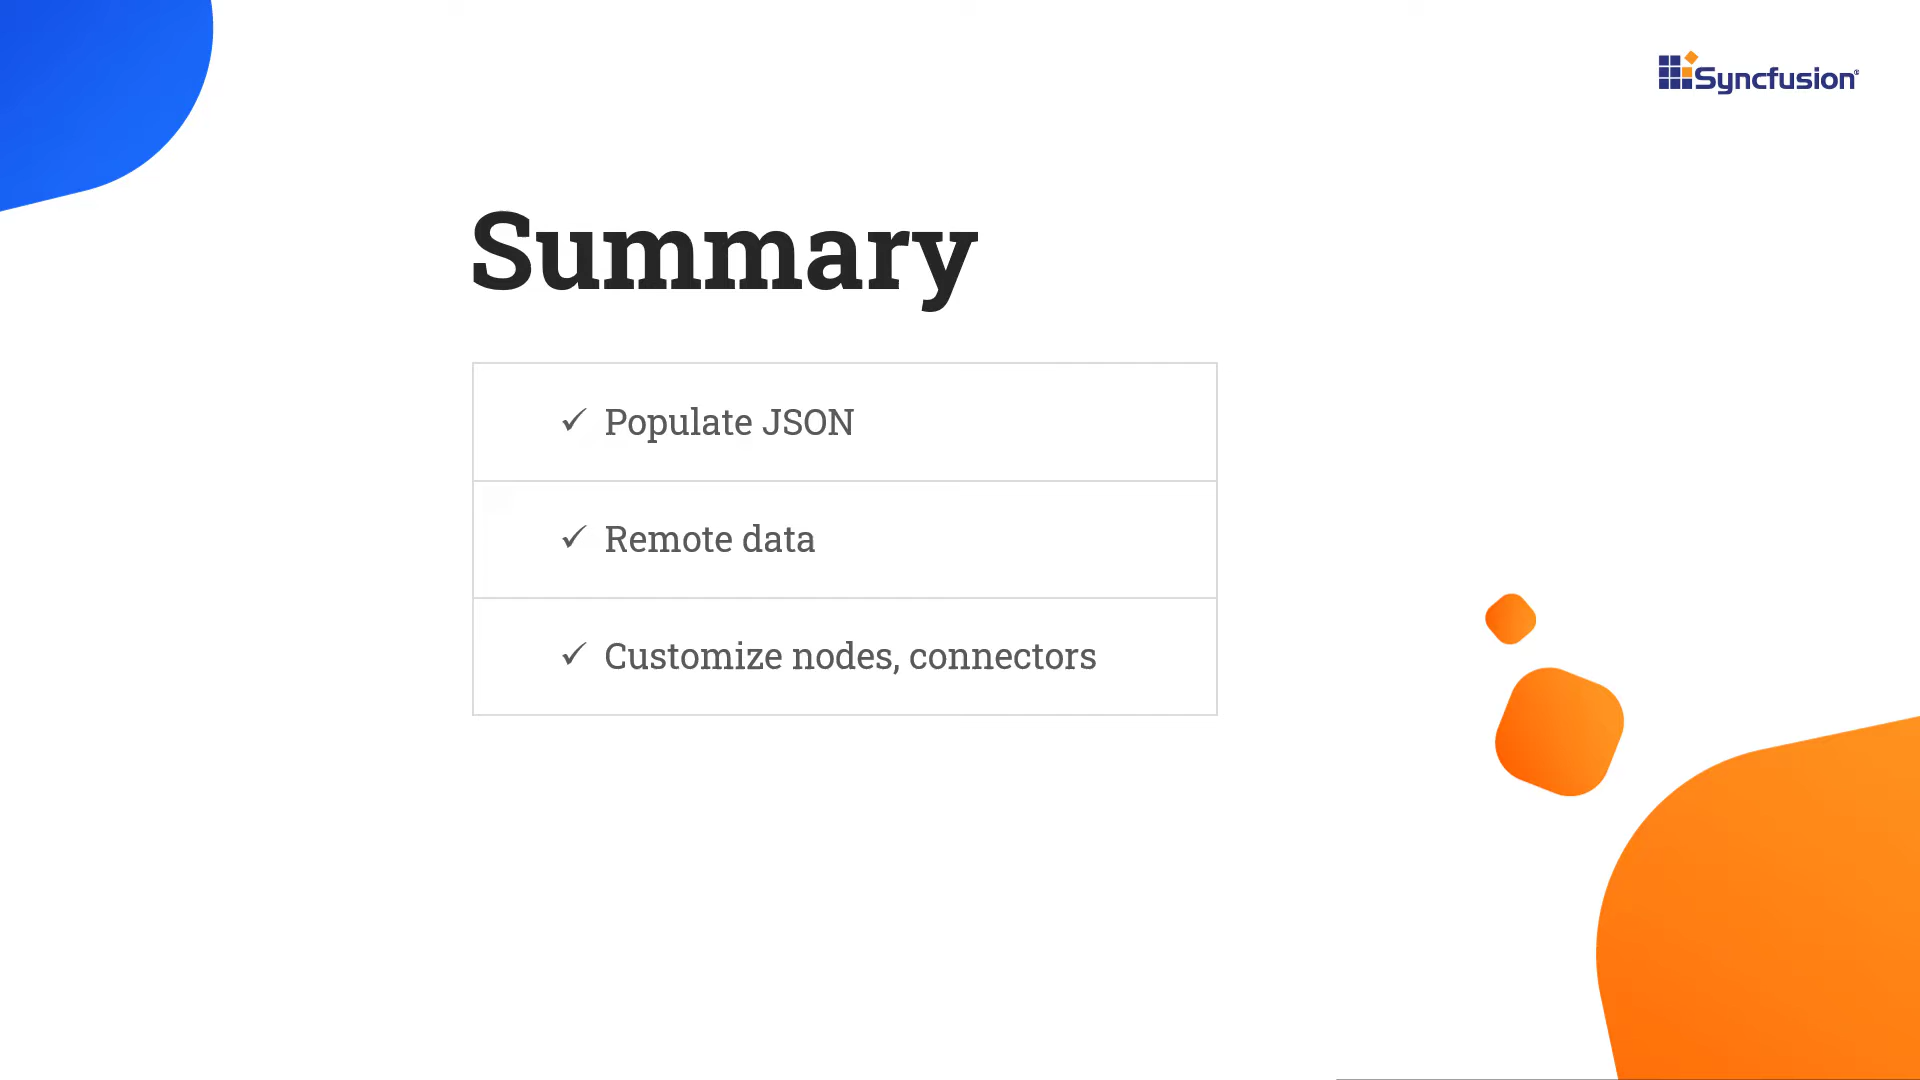 Syncfusion®
Summary
✓ Populate JSON
✓ Remote data
✓ Customize nodes, connectors